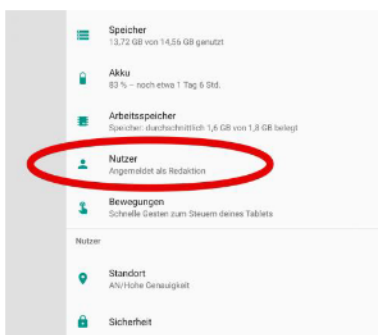 Speicher
13,72 GB von 14,56 GB genutzt
Akku
83 % – noch etwa 1 Tag 6 Std.
Arbeitsspeicher
Speicher: durchschnittlich 1,6 GB von 1,8 GB belegt
Nutzer
Angemeldet als Redaktion
Bewegungen
Schnelle Gesten zum Steuern deines Tablets
Nutzer
Standort
AN/Hohe Genauigkeit
Sicherheit